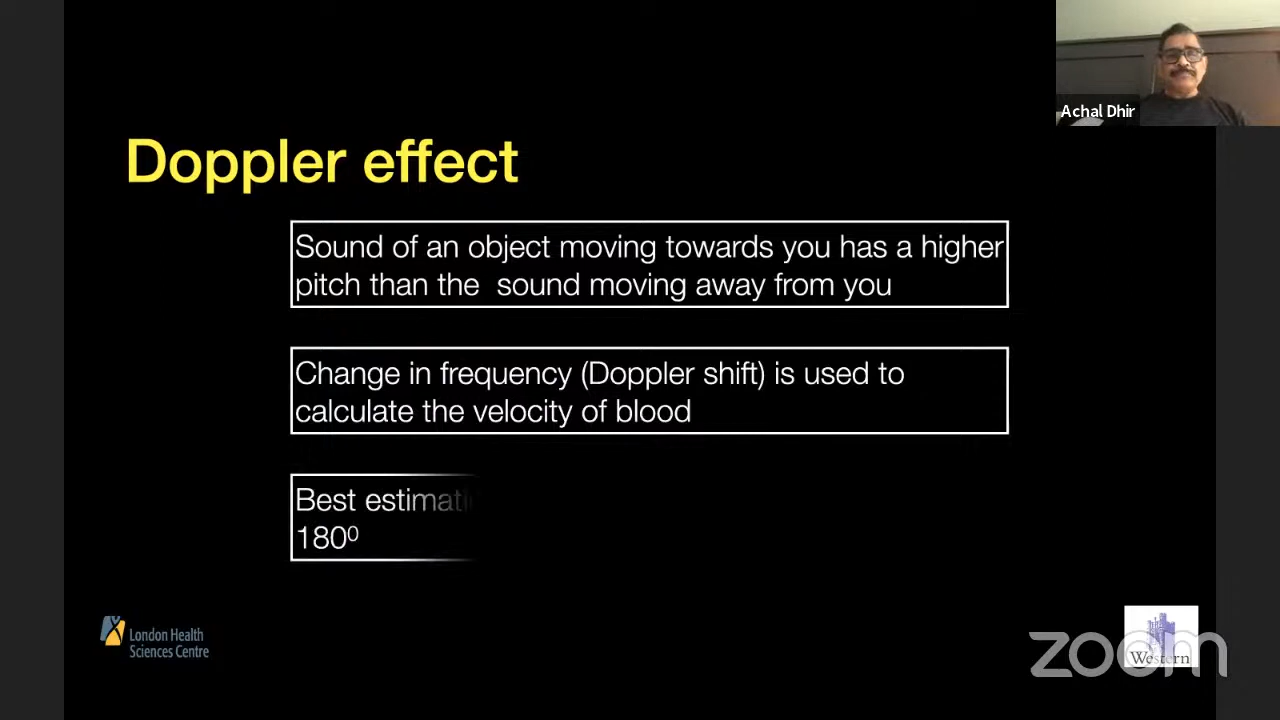 Achal Dhir
Doppler effect
Sound of an object moving towards you has a higher
pitch than the sound moving away from you
Change in frequency (Doppler shift) is used to
calculate the velocity of blood
Best
180⁰
London Health
Sciences Centre
Western
zoom